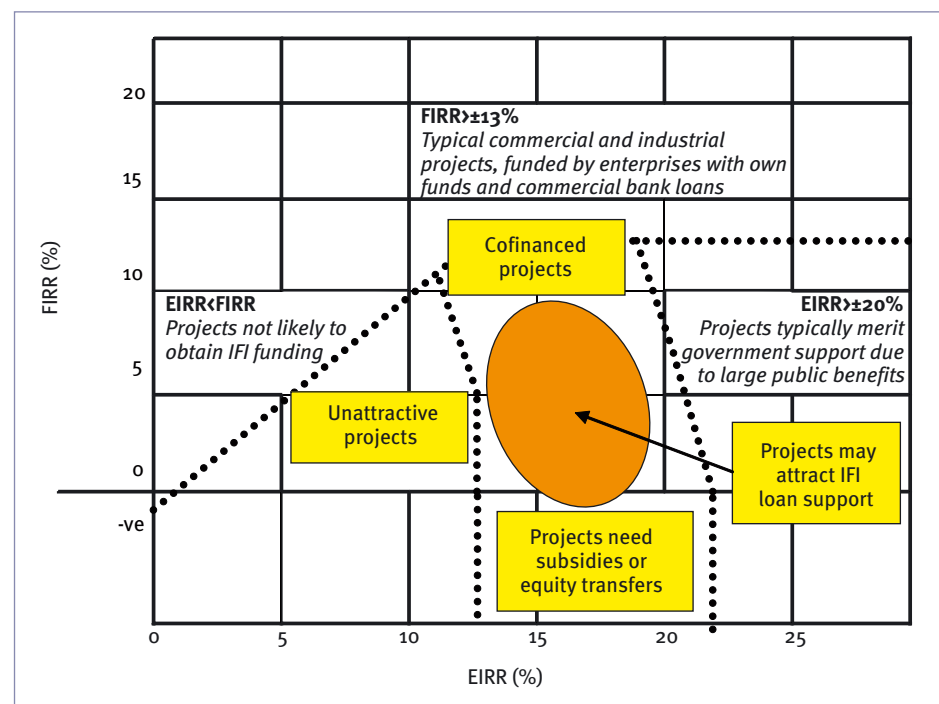 20
FIRR>±13%
Typical commercial and industrial
projects, funded by enterprises with own
funds and commercial bank loans
15
Cofinanced
projects
FIRR (%)
10
EIRR<FIRR
Projects not likely to
obtain IFI funding
EIRR>±20%
Projects typically merit
government support due
to large public benefits
5
Unattractive
projects
Projects may
attract IFI
loan support
0
-ve
Projects need
subsidies or
equity transfers
0
5
10
15
20
25
EIRR (%)